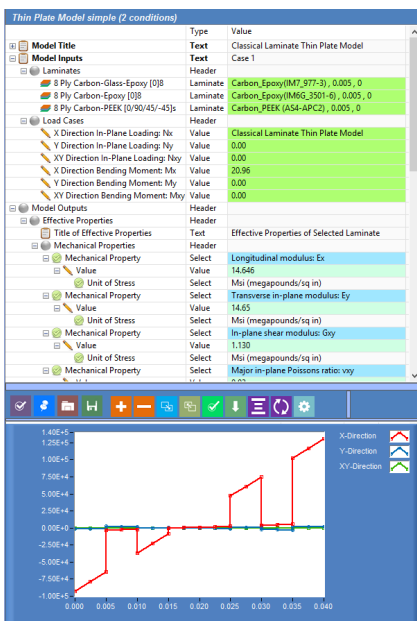 Thin Plate Model simple (2 conditions)
Type Value
Model Title Text Classical Laminate Thin Plate Model
Model Inputs Text Case 1
Laminates Header
8 Ply Carbon-Glass-Epoxy [0]8 Laminate Carbon_Epoxy(IM7_977-3) , 0.005 , 0
8 Ply Carbon-Epoxy [0]8 Laminate Carbon_Epoxy(IM6G_3501-6) , 0.005 , 0
8 Ply Carbon-PEEK [0/90/45/-45]s Laminate Carbon_PEEK (AS4-APC2) , 0.005 , 0
Load Cases Header
X Direction In-Plane Loading: Nx Value Classical Laminate Thin Plate Model
Y Direction In-Plane Loading: Ny Value 0.00
XY Direction In-Plane Loading: Nxy Value 0.00
X Direction Bending Moment: Mx Value 20.96
Y Direction Bending Moment: My Value 0.00
XY Direction Bending Moment: Mxy Value 0.00
Model Outputs Header
Effective Properties Header
Title of Effective Properties Text Effective Properties of Selected Laminate
Mechanical Properties Header
Mechanical Property Select Longitudinal modulus: Ex
Value Value 14.646
Unit of Stress Select Msi (megapounds/sq in)
Mechanical Property Select Transverse in-plane modulus: Ey
Value Value 14.65
Unit of Stress Select Msi (megapounds/sq in)
Mechanical Property Select In-plane shear modulus: Gxy
Value Value 1.130
Unit of Stress Select Msi (megapounds/sq in)
Mechanical Property Select Major in-plane Poissons ratio: vxy
1.40E+5
1.25E+5
1.00E+5
7.50E+4
5.00E+4
2.50E+4
0.00E+0
-2.50E+4
-5.00E+4
-7.50E+4
-1.00E+5
0.000 0.005 0.010 0.015 0.020 0.025 0.030 0.035 0.040
X-Direction
Y-Direction
XY-Direction